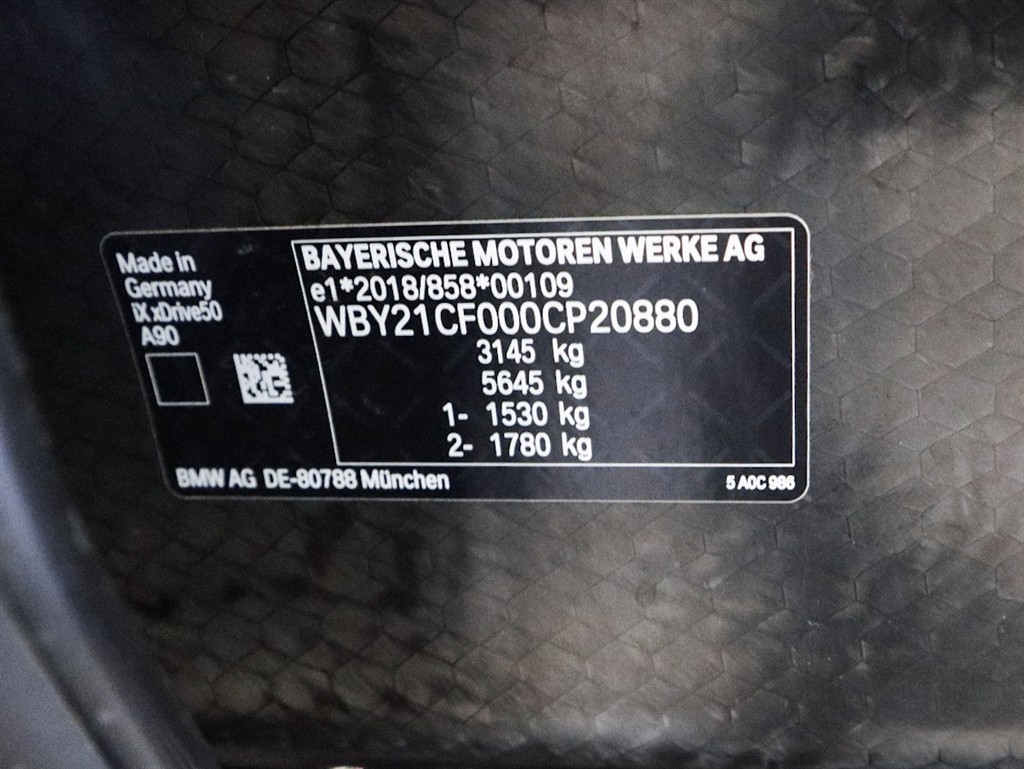 Made in
Germany
iX xDrive50
A90
BAYERISCHE MOTOREN WERKE AG
e1*2018/858*00109
WBY21CF000CP20880
3145 kg
5645 kg
1- 1530 kg
2- 1780 kg
BMW AG DE-80788 München
5 A0C 986